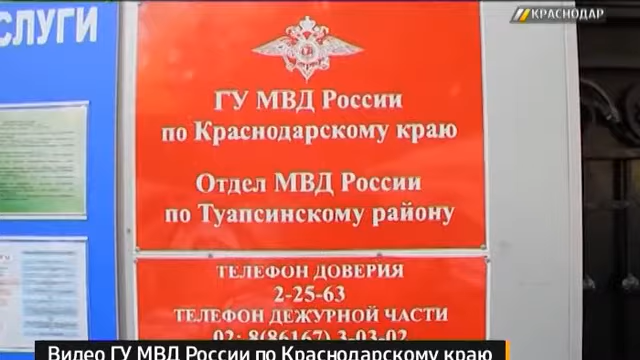 КРАСНОДАР
СЛУГИ
ГУ МВД России
по Краснодарскому краю
Отдел МВД России
по Туапсинскому району
ТЕЛЕФОН ДОВЕРИЯ
2-25-63
ТЕЛЕФОН ДЕЖУРНОЙ ЧАСТИ
02; 8(86167) 3-03-02
Видео ГУ МВД России по Краснодарскому краю